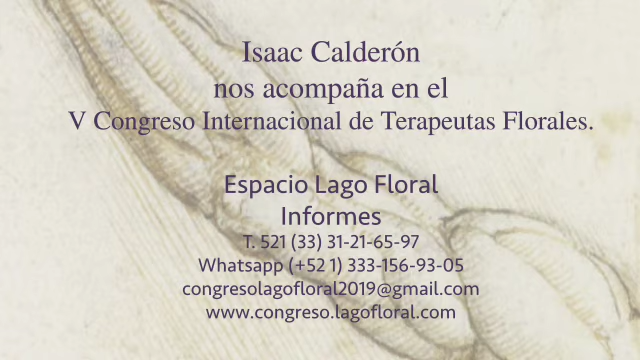 Isaac Calderón
nos acompaña en el
V Congreso Internacional de Terapeutas Florales.
Espacio Lago Floral
Informes
T. 521 (33) 31-21-65-97
Whatsapp (+52 1) 333-156-93-05
congresolagofloral2019@gmail.com
www.congreso.lagofloral.com